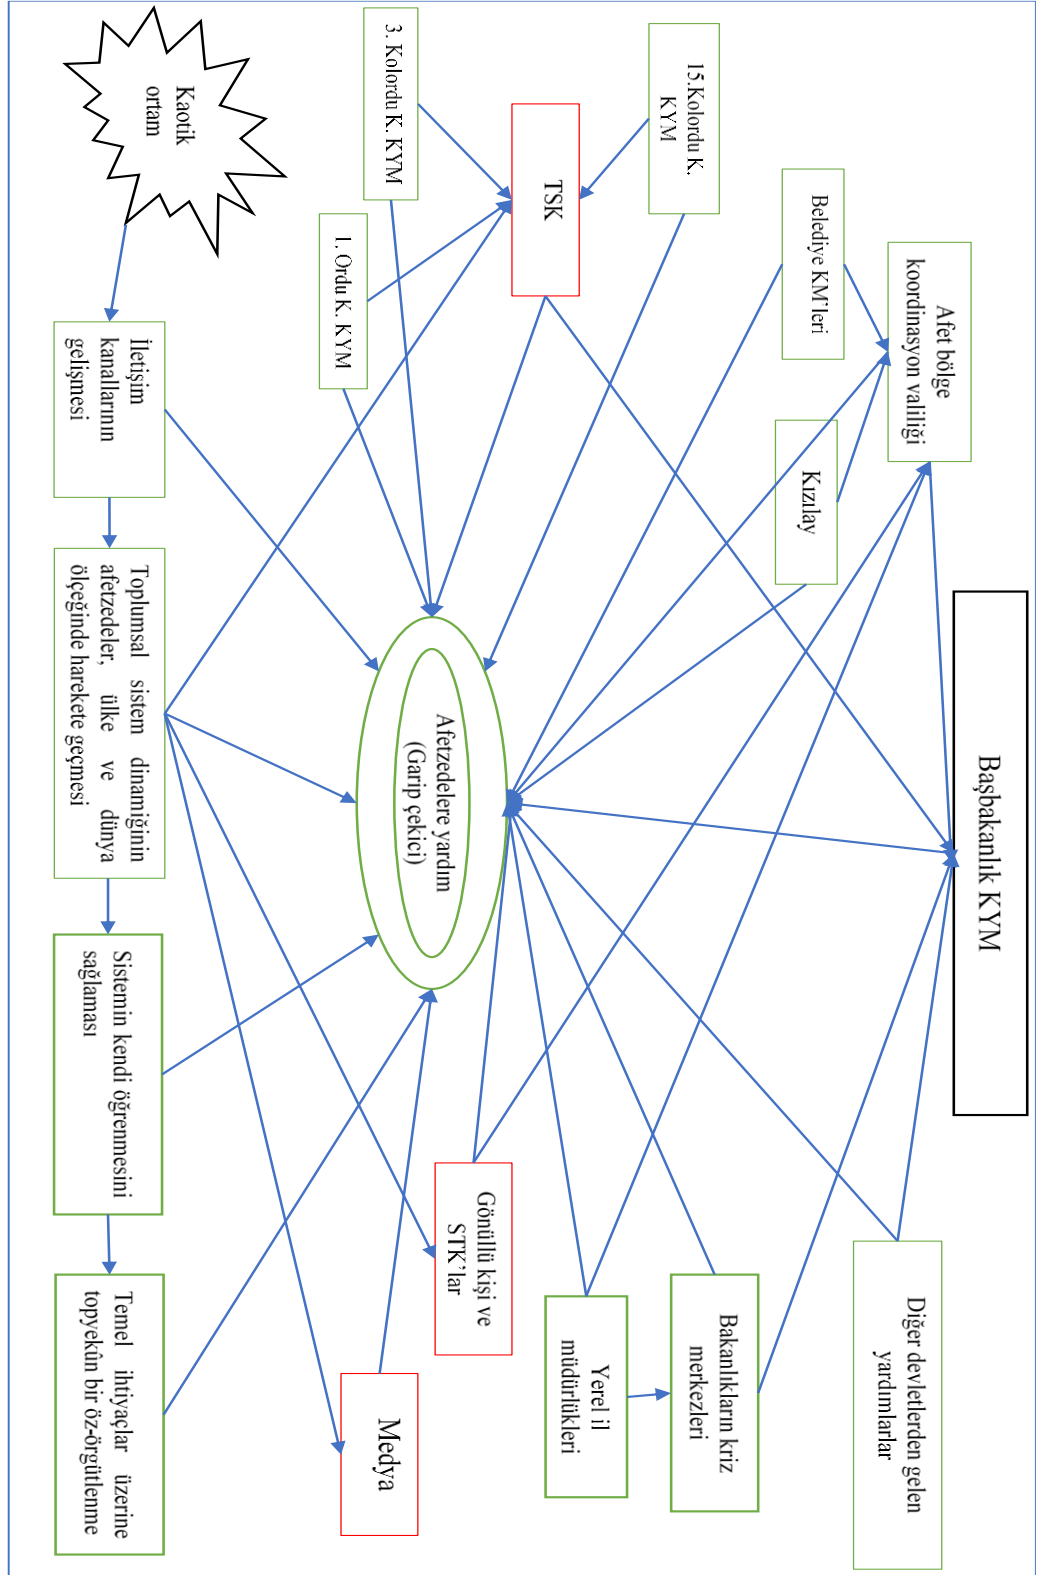 Başbakanlık KYM
Afet bölge
koordinasyon valiliği
Diğer devletlerden gelen
yardımlarlar
Belediye KM'leri
Kızılay
Bakanlıkların kriz
merkezleri
15.Kolordu K.
KYM
Yerel il
müdürlükleri
TSK
Gönüllü kişi ve
STK'lar
3. Kolordu K. KYM
1. Ordu K. KYM
Afetzedelere yardım
(Garip çekici)
Medya
Kaotik
ortam
İletişim
kanallarının
gelişmesi
Toplumsal sistem dinamiğinin
afetzedeler, ülke ve dünya
ölçeğinde harekete geçmesi
Sistemin kendi öğrenmesini
sağlaması
Temel ihtiyaçlar üzerine
topyekûn bir öz-örgütlenme